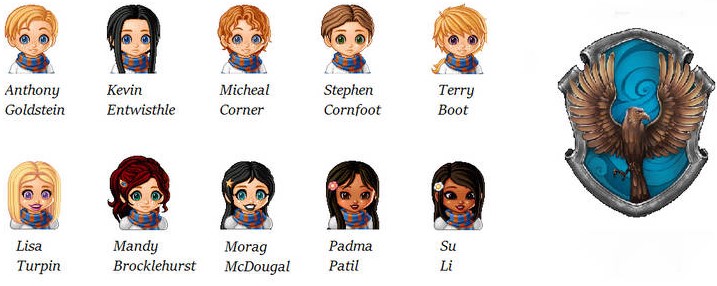 Anthony
Goldstein
Kevin
Entwisthle
Micheal
Corner
Stephen
Cornfoot
Terry
Boot
Lisa
Turpin
Mandy
Brocklehurst
Morag
McDougal
Padma
Patil
Su
Li